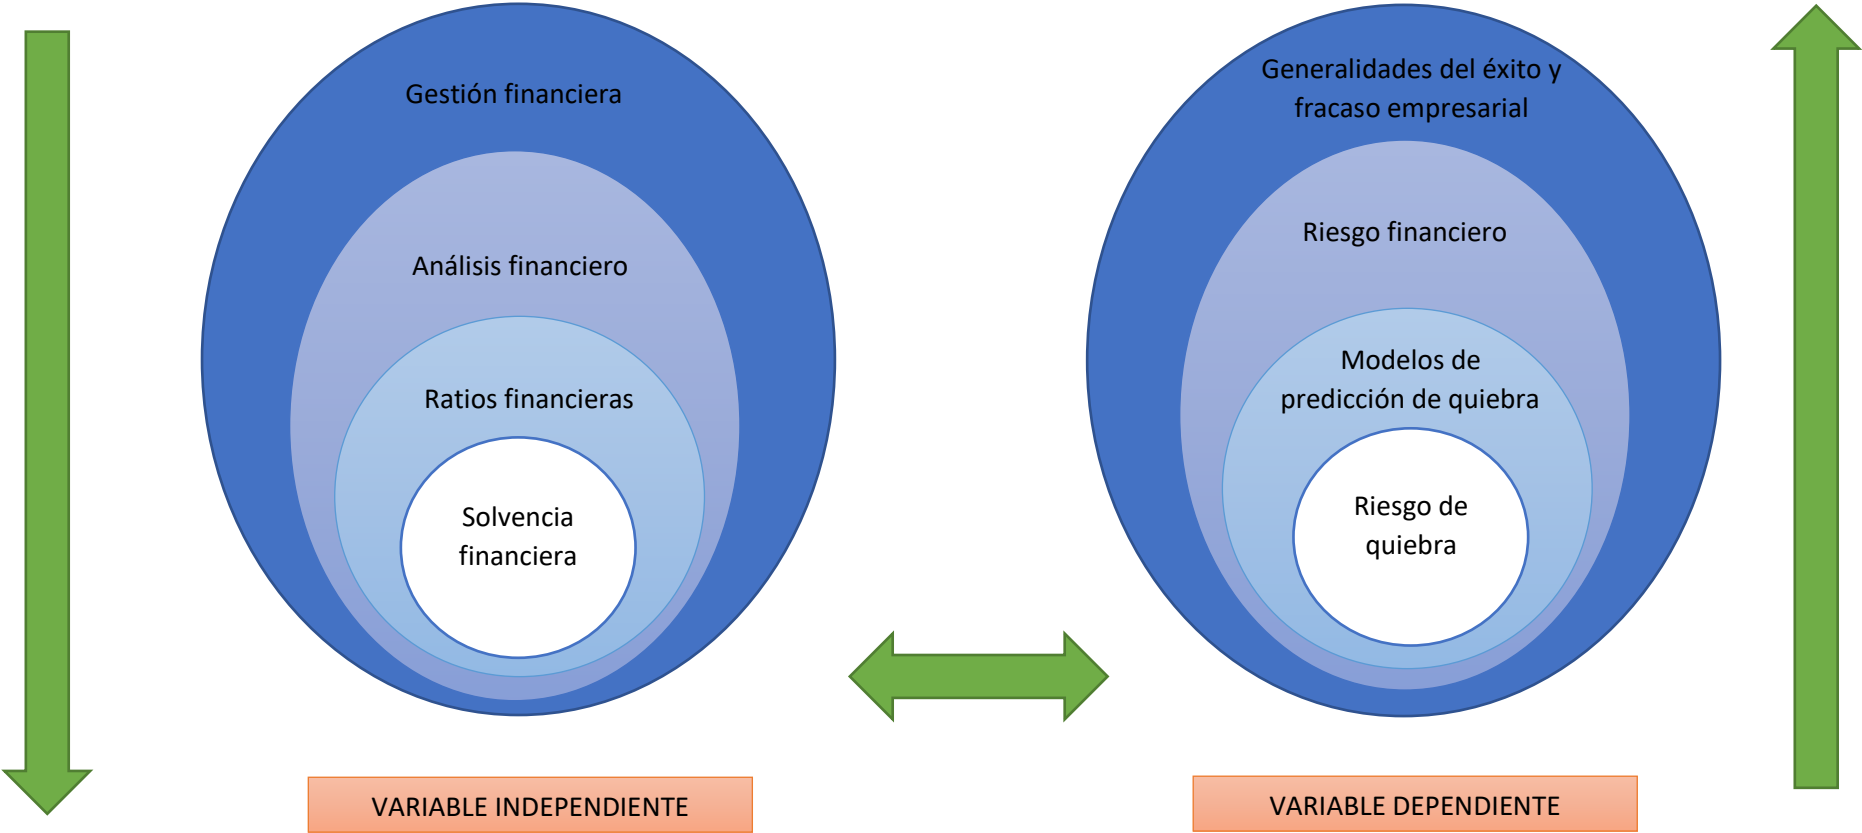 Gestión financiera
Análisis financiero
Ratios financieras
Solvencia
financiera
VARIABLE INDEPENDIENTE
Generalidades del éxito y
fracaso empresarial
Riesgo financiero
Modelos de
predicción de quiebra
Riesgo de
quiebra
VARIABLE DEPENDIENTE